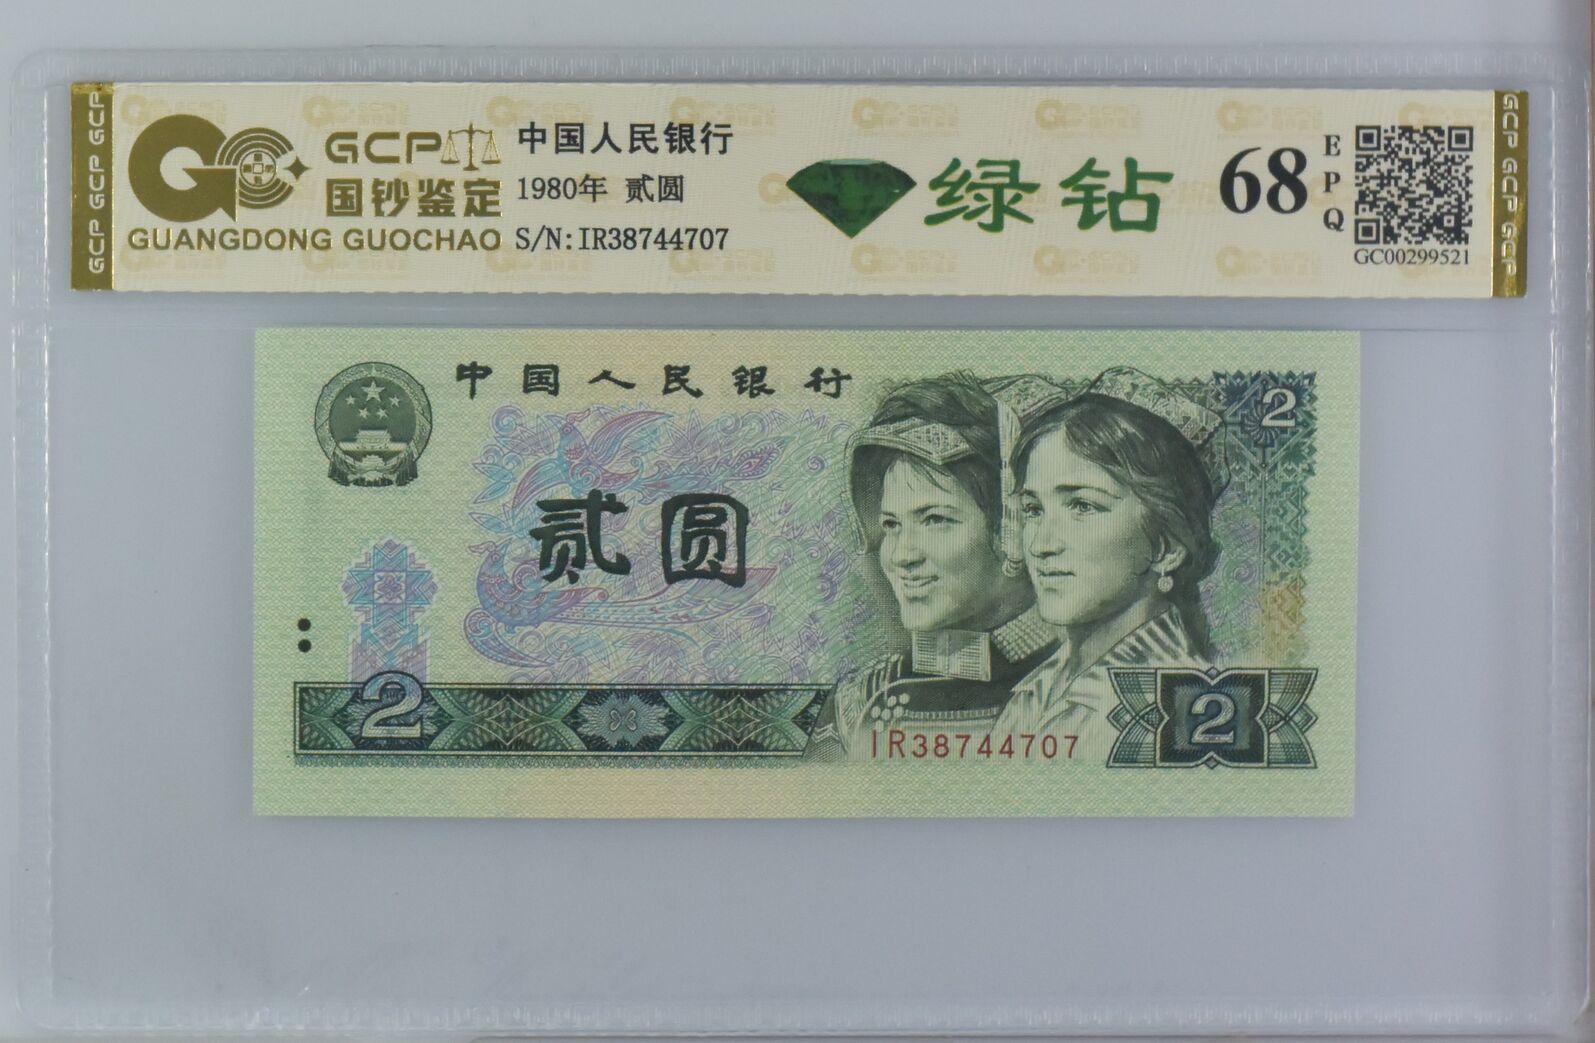 GCP
国钞鉴定
GUANGDONG GUOCHAO
中国人民银行
1980年 贰圆
S/N:IR38744707
绿钻
68
EPQ
GC00299521
GCP GCP GCP
GCP GCP GCP
中国人民银行
2
贰圆
2
IR38744707
2